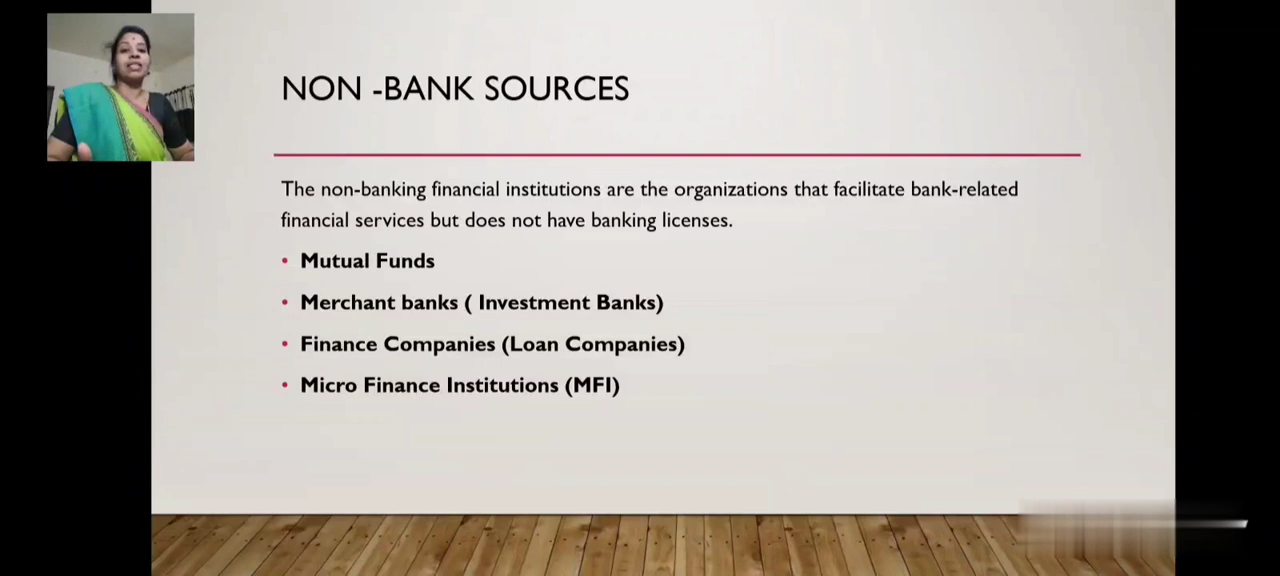 NON -BANK SOURCES
The non-banking financial institutions are the organizations that facilitate bank-related
financial services but does not have banking licenses.
• Mutual Funds
• Merchant banks ( Investment Banks)
• Finance Companies (Loan Companies)
• Micro Finance Institutions (MFI)